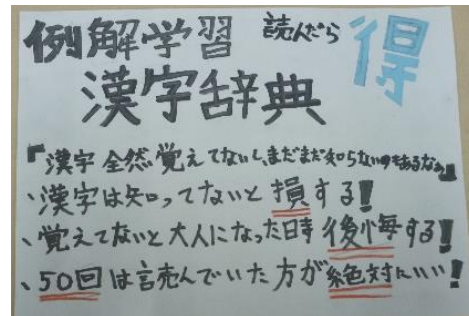 例解学習 読んだら 得
漢字辞典
『漢字全然覚えてないし、まだまだ知らないのもあるなぁ』
、漢字は知ってないと損する!
、覚えてないと大人になった時後悔する!
、50回は読んでいた方が絶対にいい!